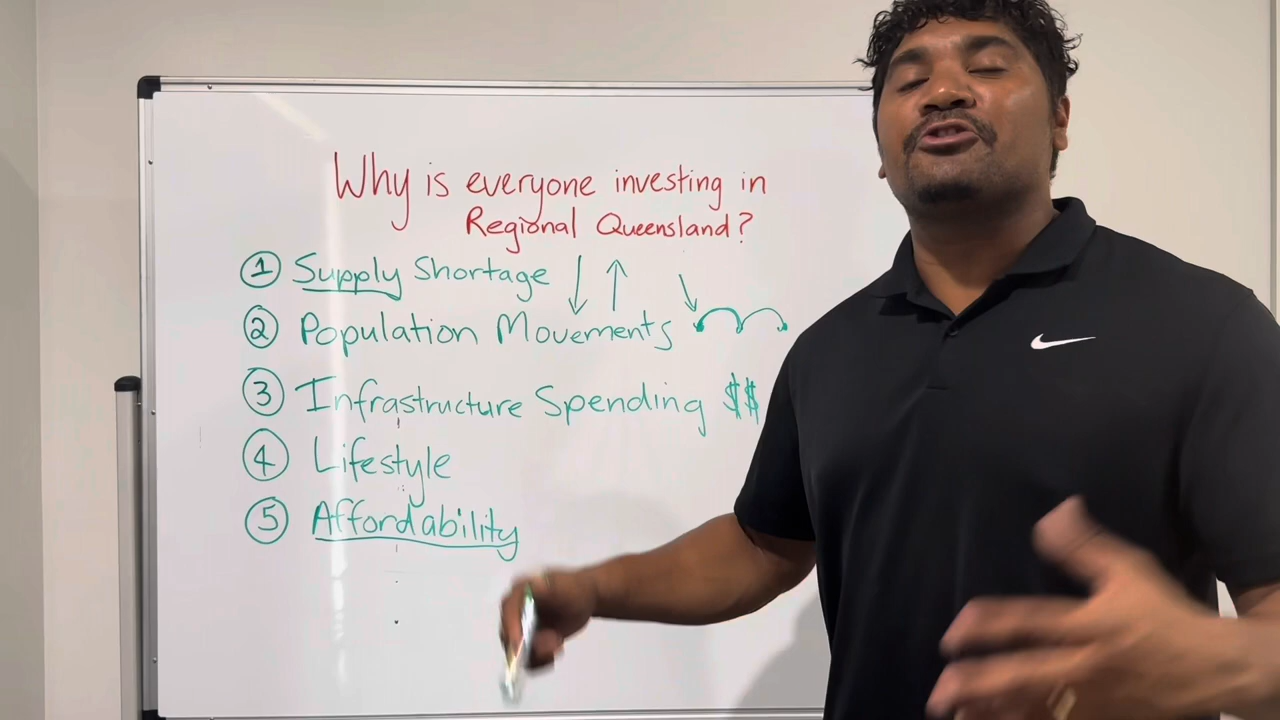 Why is everyone investing in
Regional Queensland?
① Supply Shortage ↓ ↑
② Population Movements
③ Infrastructure Spending $$
④ Lifestyle
⑤ Affordability